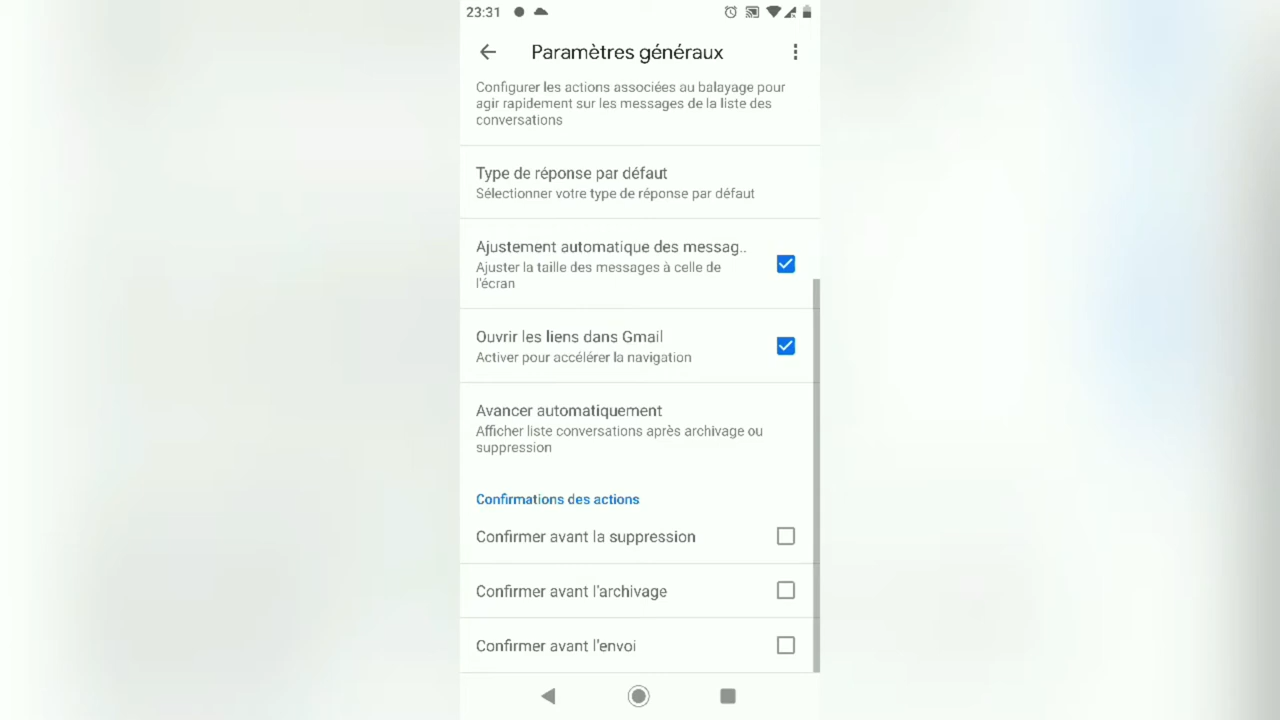 23:31
Paramètres généraux
Configurer les actions associées au balayage pour
agir rapidement sur les messages de la liste des
conversations
Type de réponse par défaut
Sélectionner votre type de réponse par défaut
Ajustement automatique des messag..
Ajuster la taille des messages à celle de
l'écran
Ouvrir les liens dans Gmail
Activer pour accélérer la navigation
Avancer automatiquement
Afficher liste conversations après archivage ou
suppression
Confirmations des actions
Confirmer avant la suppression
Confirmer avant l'archivage
Confirmer avant l'envoi